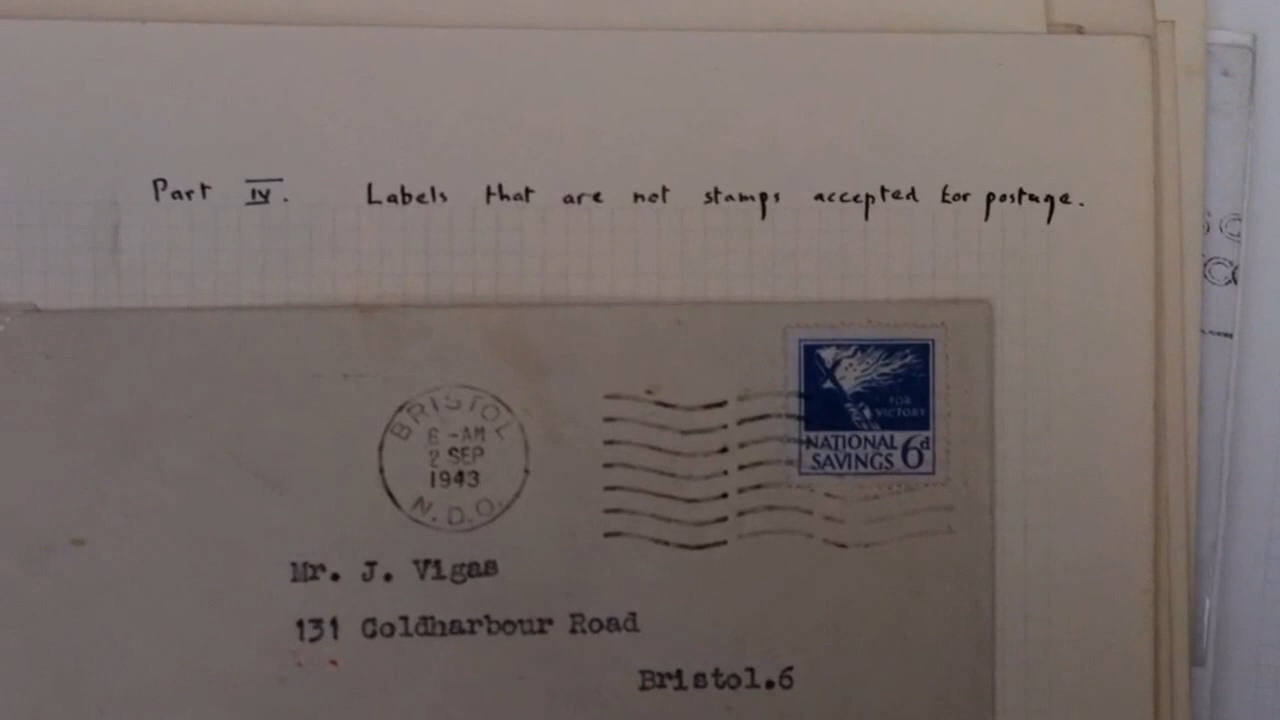 Part IV. Labels that are not stamps accepted for postage.
BRISTOL
6 -AM
2 SEP
1943
N.D.O.
FOR
VICTORY
NATIONAL
SAVINGS 6d
Mr. J. Vigas
131 Coldharbour Road
Bristol.6